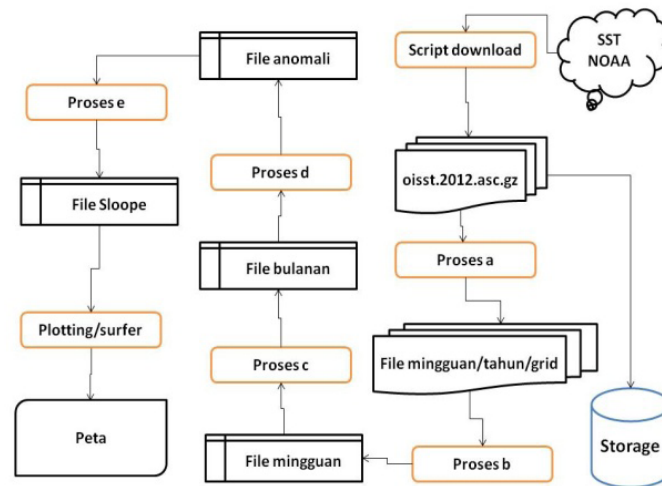 SST
NOAA
Script download
oisst.2012.asc.gz
Proses a
File mingguan/tahun/grid
Storage
Proses b
File mingguan
Proses c
File bulanan
Proses d
File anomali
Proses e
File Sloope
Plotting/surfer
Peta